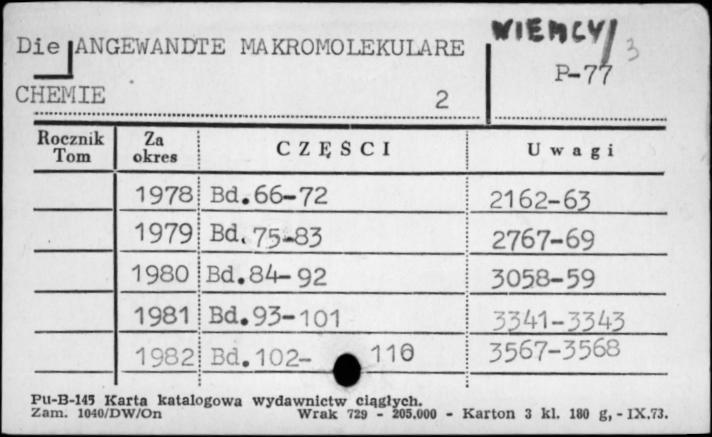 WIEMCY/ 3
Die ANGEWANDTE MAKROMOLEKULARE
P-77
CHEMIE 2
Rocznik Tom Za okres CZĘŚCI Uwagi
1978 Bd.66-72 2162-63
1979 Bd.75-83 2767-69
1980 Bd.84-92 3058-59
1981 Bd.93-101 3341-3343
1982 Bd.102- 110 3567-3568
Pu-B-145 Karta katalogowa wydawnictw ciągłych.
Zam. 1040/DW/On Wrak 729 - 205.000 - Karton 3 kl. 180 g, - IX.73.